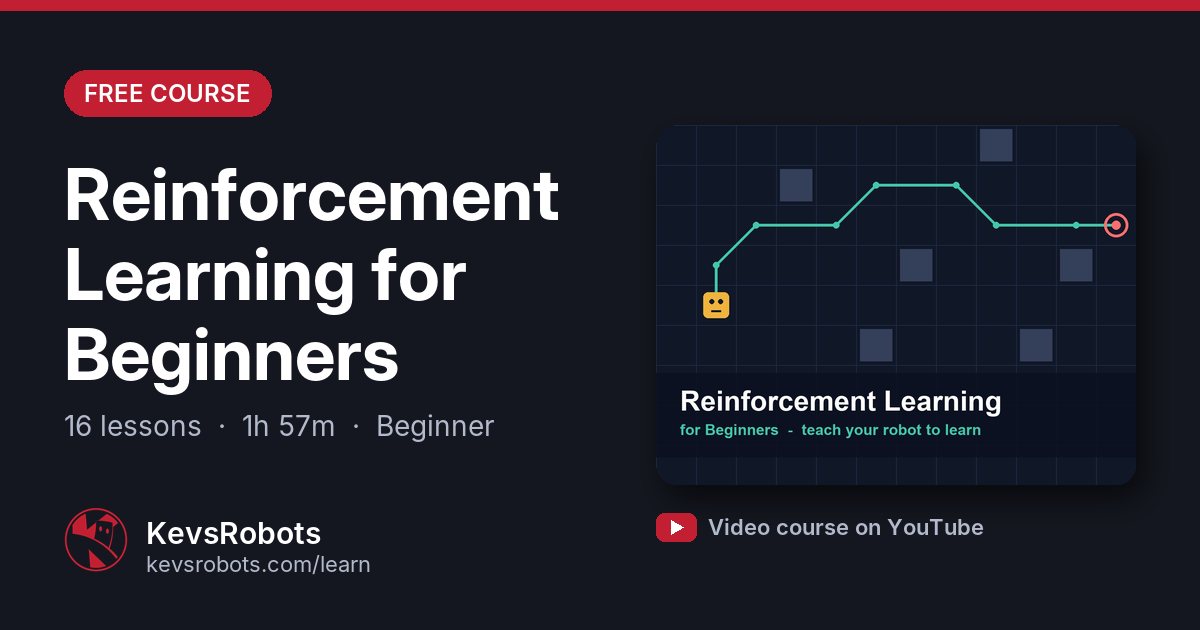 FREE COURSE
Reinforcement
Learning for
Beginners
16 lessons · 1h 57m · Beginner
KevsRobots
kevsrobots.com/learn
Reinforcement Learning
for Beginners - teach your robot to learn
Video course on YouTube